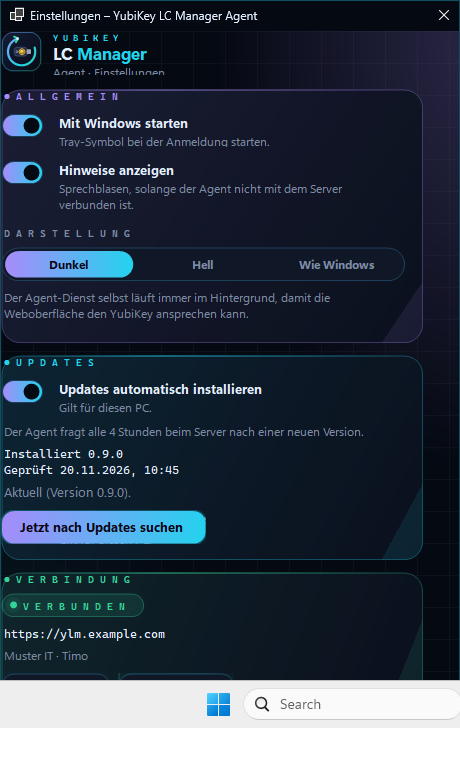 Einstellungen – YubiKey LC Manager Agent
YUBIKEY
LC Manager
Agent · Einstellungen
ALLGEMEIN
Mit Windows starten
Tray-Symbol bei der Anmeldung starten.
Hinweise anzeigen
Sprechblasen, solange der Agent nicht mit dem Server
verbunden ist.
DARSTELLUNG
Dunkel Hell Wie Windows
Der Agent-Dienst selbst läuft immer im Hintergrund, damit die
Weboberfläche den YubiKey ansprechen kann.
UPDATES
Updates automatisch installieren
Gilt für diesen PC.
Der Agent fragt alle 4 Stunden beim Server nach einer neuen Version.
Installiert 0.9.0
Geprüft 20.11.2026, 10:45
Aktuell (Version 0.9.0).
Jetzt nach Updates suchen
VERBINDUNG
VERBUNDEN
https://ylm.example.com
Muster IT · Timo
Search